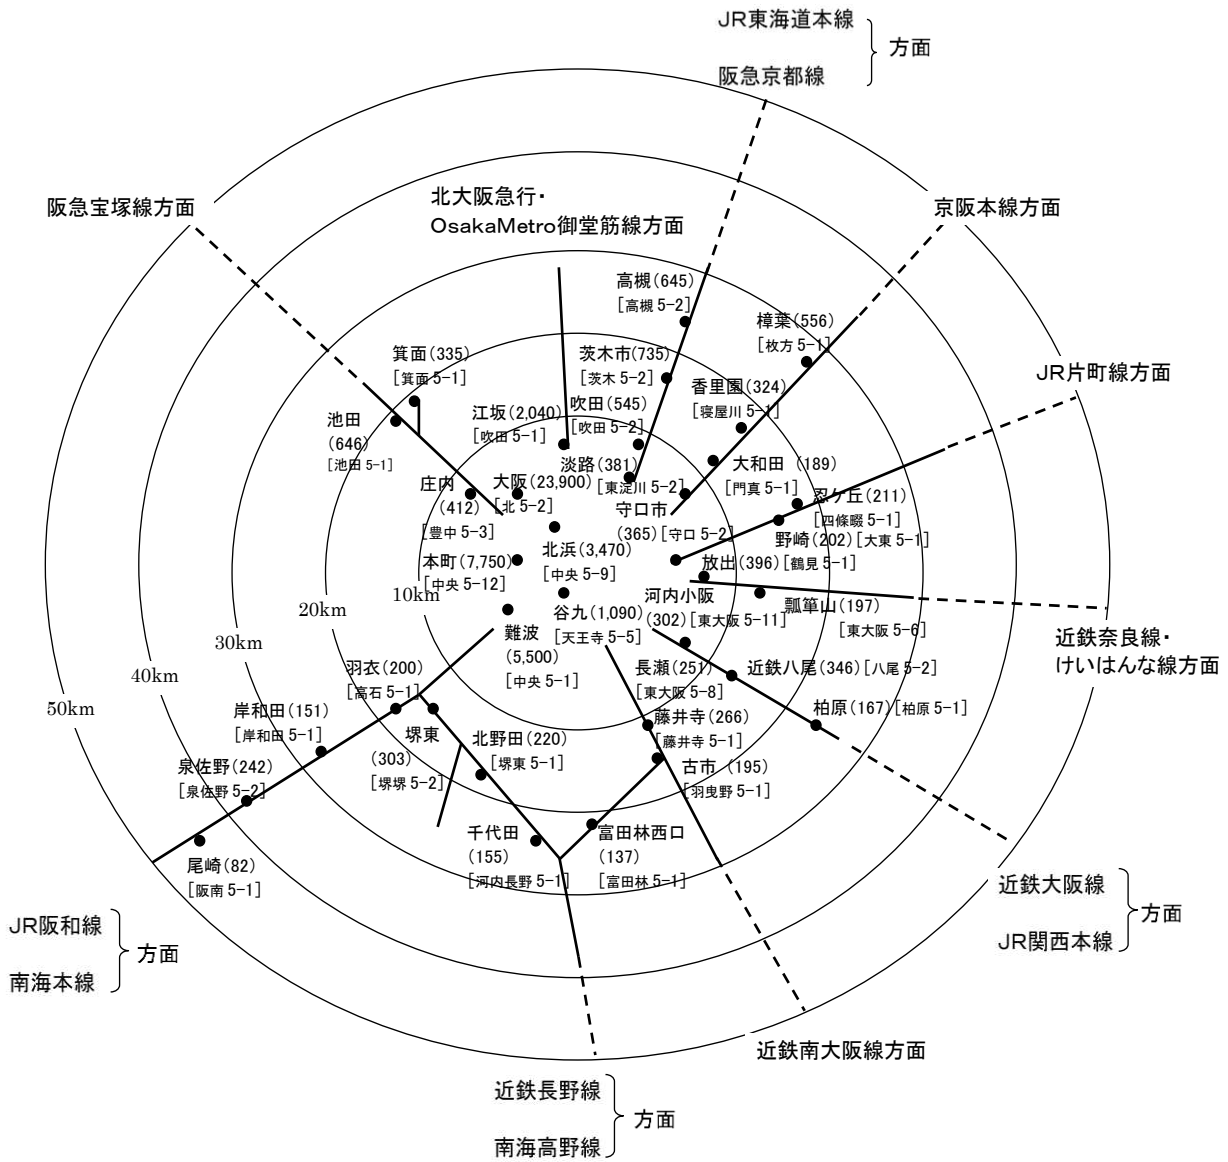 JR東海道本線
方面
阪急京都線
阪急宝塚線方面
北大阪急行・
OsakaMetro御堂筋線方面
京阪本線方面
高槻(645)
[高槻 5-2]
樟葉(556)
[枚方 5-1]
箕面(335)
[箕面 5-1]
茨木市(735)
[茨木 5-2]
JR片町線方面
香里園(324)
[寝屋川 5-1]
池田
(646)
[池田 5-1]
江坂(2,040)
[吹田 5-1]
吹田(545)
[吹田 5-2]
淡路(381)
[東淀川 5-2]
大和田 (189)
[門真 5-1]
庄内
(412)
[豊中 5-3]
大阪(23,900)
[北 5-2]
守口市
(365)[守口 5-2]
忍ケ丘(211)
[四條畷 5-1]
野崎(202)[大東 5-1]
北浜(3,470)
[中央 5-9]
本町(7,750)
[中央 5-12]
放出(396)[鶴見 5-1]
10km
20km
30km
40km
50km
河内小阪
(302)[東大阪 5-11]
瓢箪山(197)
[東大阪 5-6]
谷九(1,090)
[天王寺 5-5]
難波
(5,500)
[中央 5-1]
近鉄奈良線・
けいはんな線方面
羽衣(200)
[高石 5-1]
長瀬(251)
[東大阪 5-8]
近鉄八尾(346)[八尾 5-2]
柏原(167)[柏原 5-1]
岸和田(151)
[岸和田 5-1]
堺東
(303)
[堺堺 5-2]
北野田(220)
[堺東 5-1]
藤井寺(266)
[藤井寺 5-1]
古市(195)
[羽曳野 5-1]
泉佐野(242)
[泉佐野 5-2]
尾崎(82)
[阪南 5-1]
千代田
(155)
[河内長野 5-1]
富田林西口
(137)
[富田林 5-1]
JR阪和線
方面
南海本線
近鉄大阪線
方面
JR関西本線
近鉄南大阪線方面
近鉄長野線
方面
南海高野線